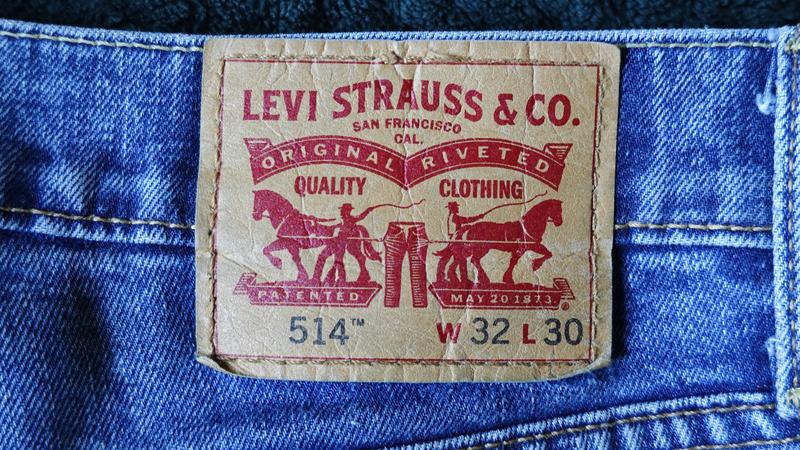 LEVI STRAUSS & CO.
SAN FRANCISCO
CAL.
ORIGINAL RIVETED
QUALITY CLOTHING
PATENTED MAY 20 1873 ®
514™ W 32 L 30